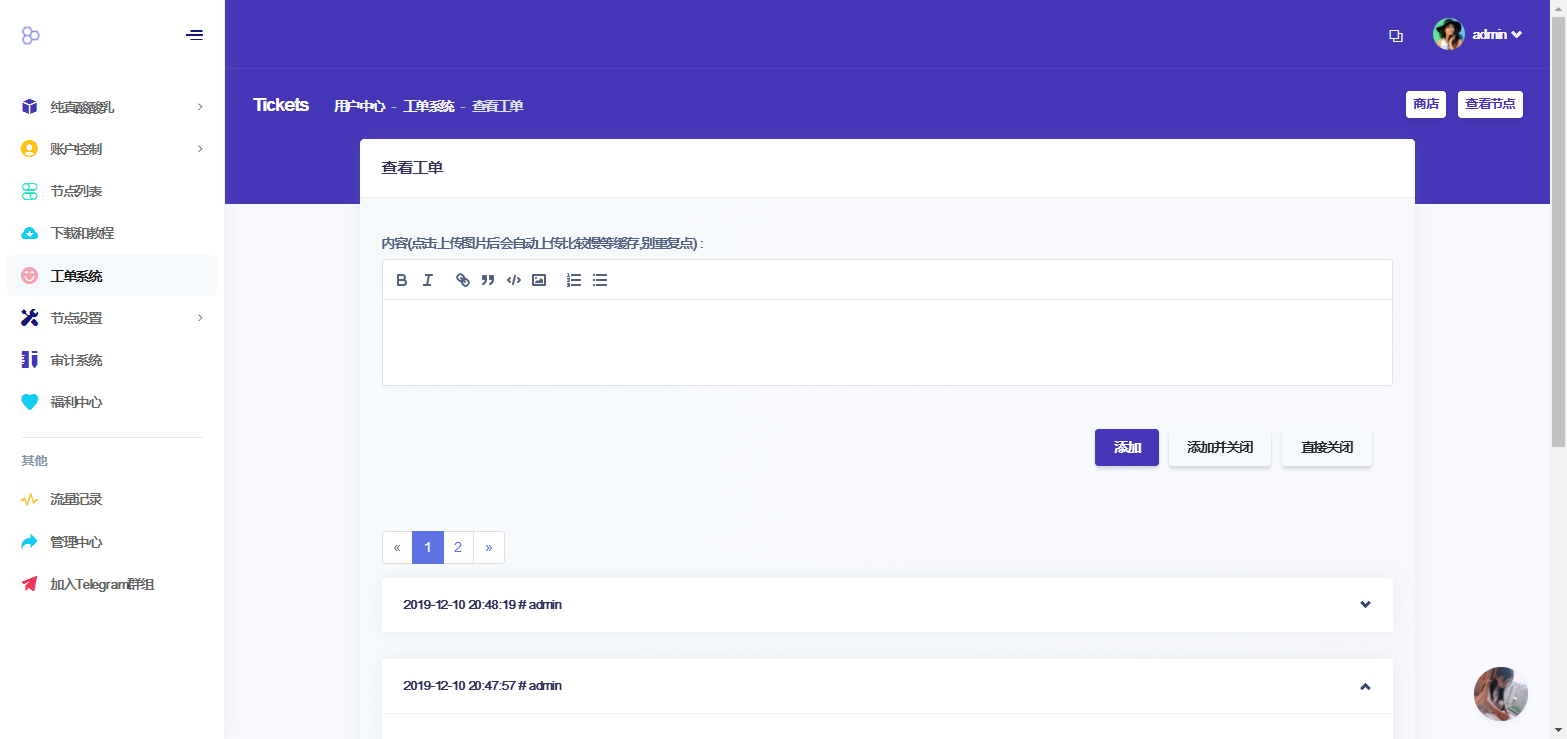 admin
Tickets 用户中心 - 工单系统 - 查看工单
商店 查看节点
纯真酸酸乳
账户控制
节点列表
下载和教程
工单系统
节点设置
审计系统
福利中心
其他
流量记录
管理中心
加入Telegram群组
查看工单
内容(点击上传图片后会自动上传比较慢等缓存,别重复点) :
添加 添加并关闭 直接关闭
« 1 2 »
2019-12-10 20:48:19 # admin
2019-12-10 20:47:57 # admin